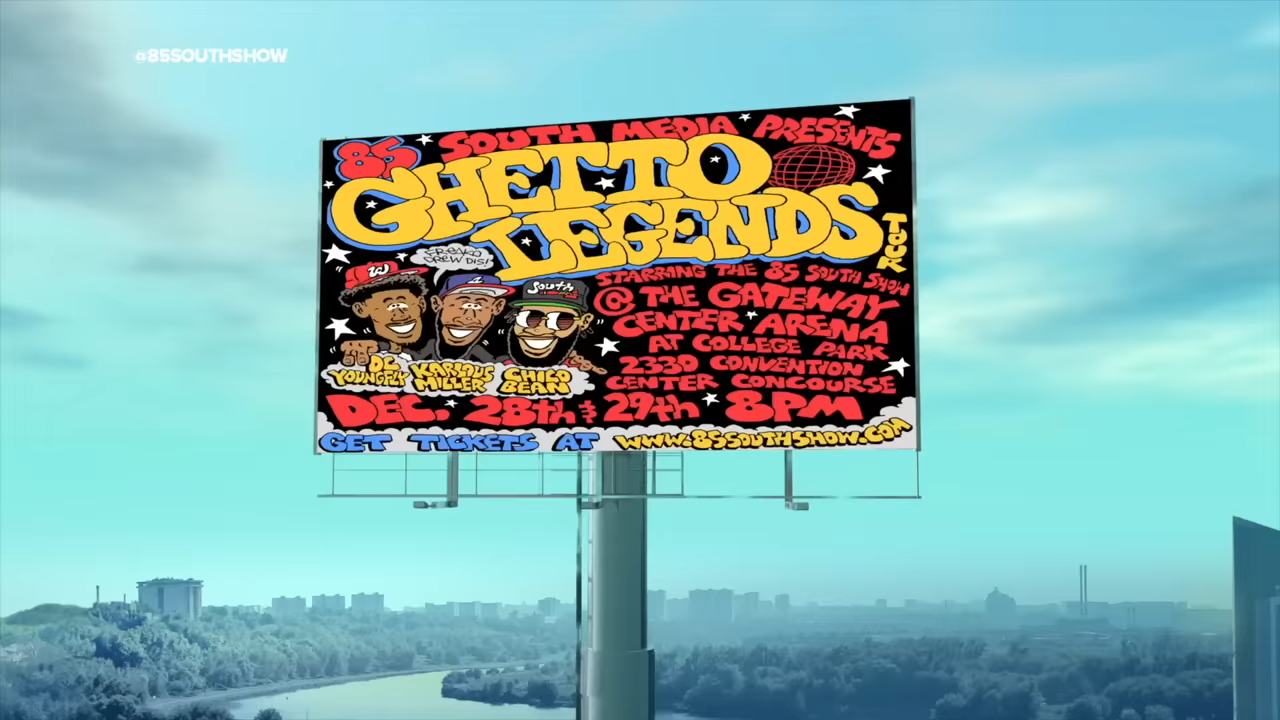 @85SOUTHSHOW
85 SOUTH MEDIA PRESENTS
GHETTO
LEGENDS
TOUR
FREAKO
DREW DIS!
W
A
South
STARRING THE 85 SOUTH SHOW
@ THE GATEWAY
CENTER ARENA
AT COLLEGE PARK
2330 CONVENTION
CENTER CONCOURSE
DC
YOUNGFLY
KARLOUS
MILLER
CHICO
BEAN
DEC. 28th & 29th 8PM
GET TICKETS AT WWW.85SOUTHSHOW.COM